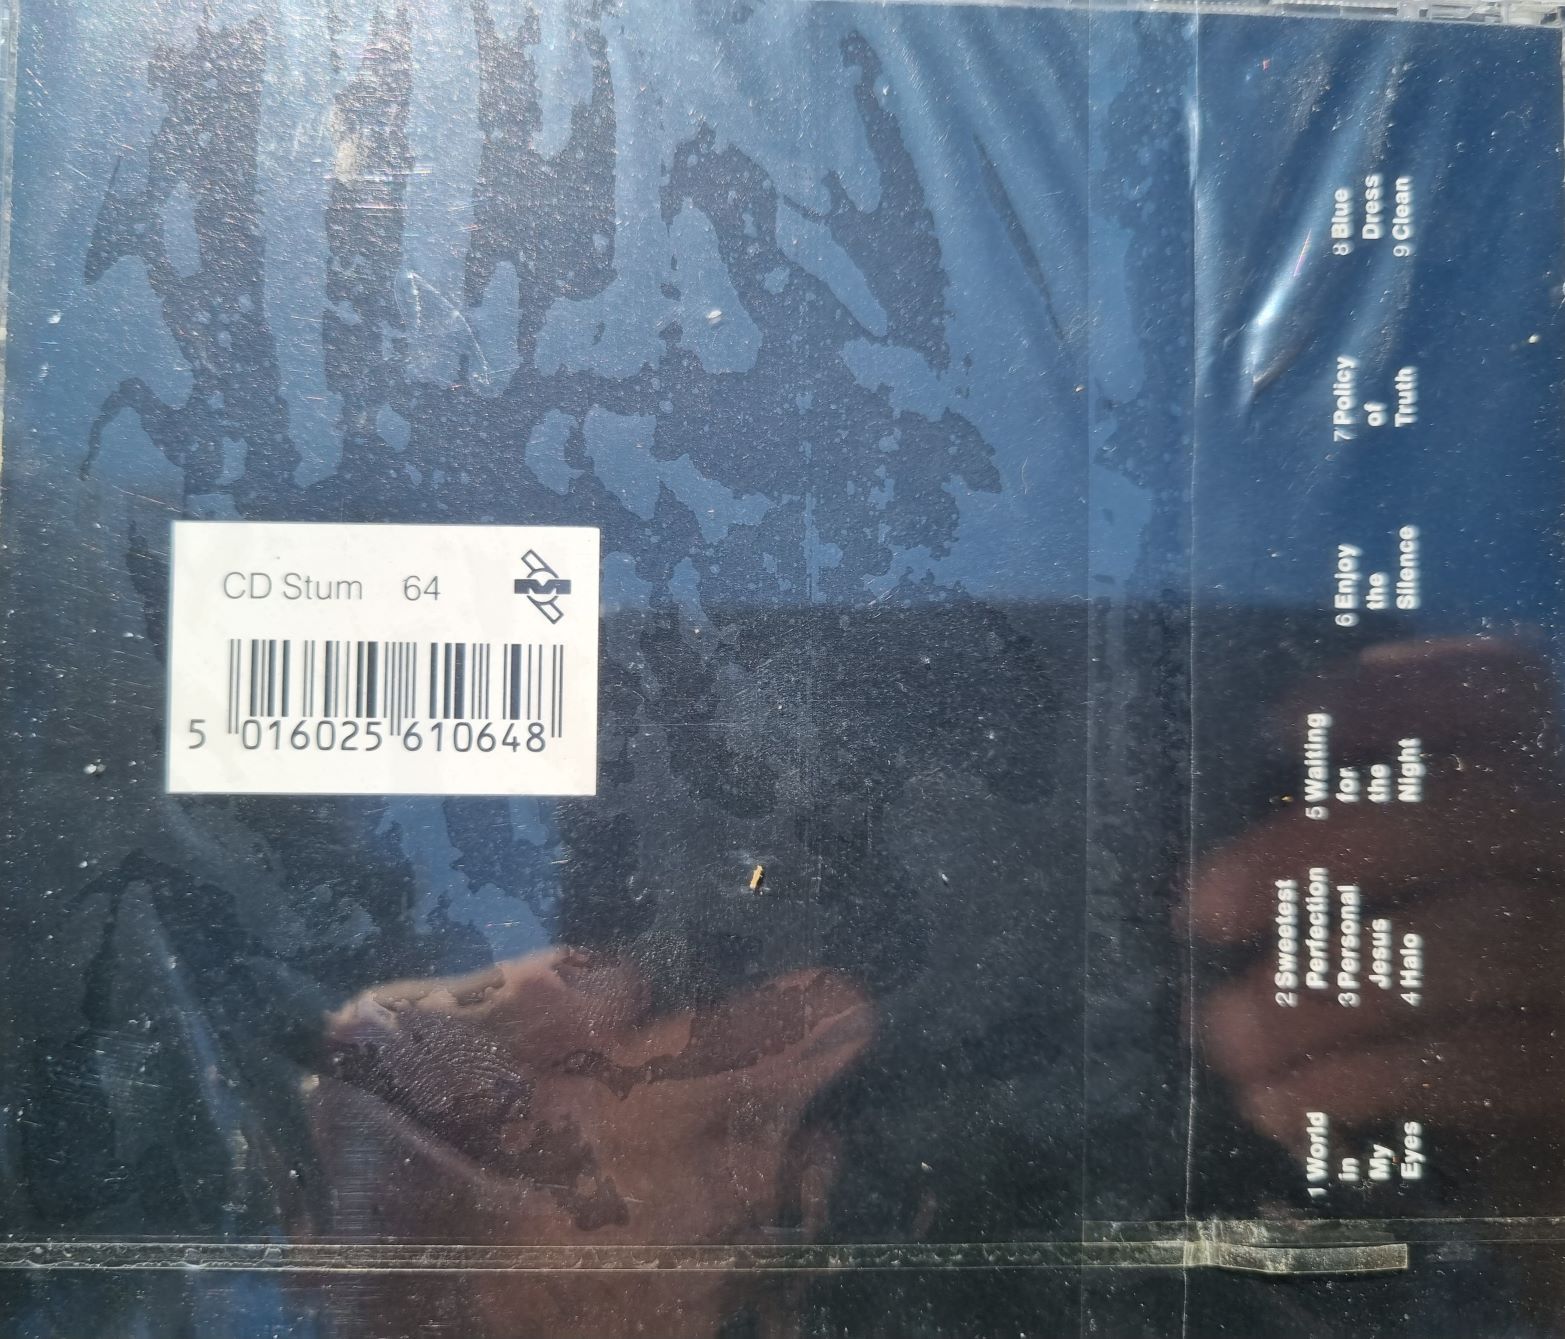 CD Stum 64
5 016025 610648
1 World
in
My
Eyes
2 Sweetest
Perfection
3 Personal
Jesus
4 Halo
5 Waiting
for
the
Night
6 Enjoy
the
Silence
7 Policy
of
Truth
8 Blue
Dress
9 Clean